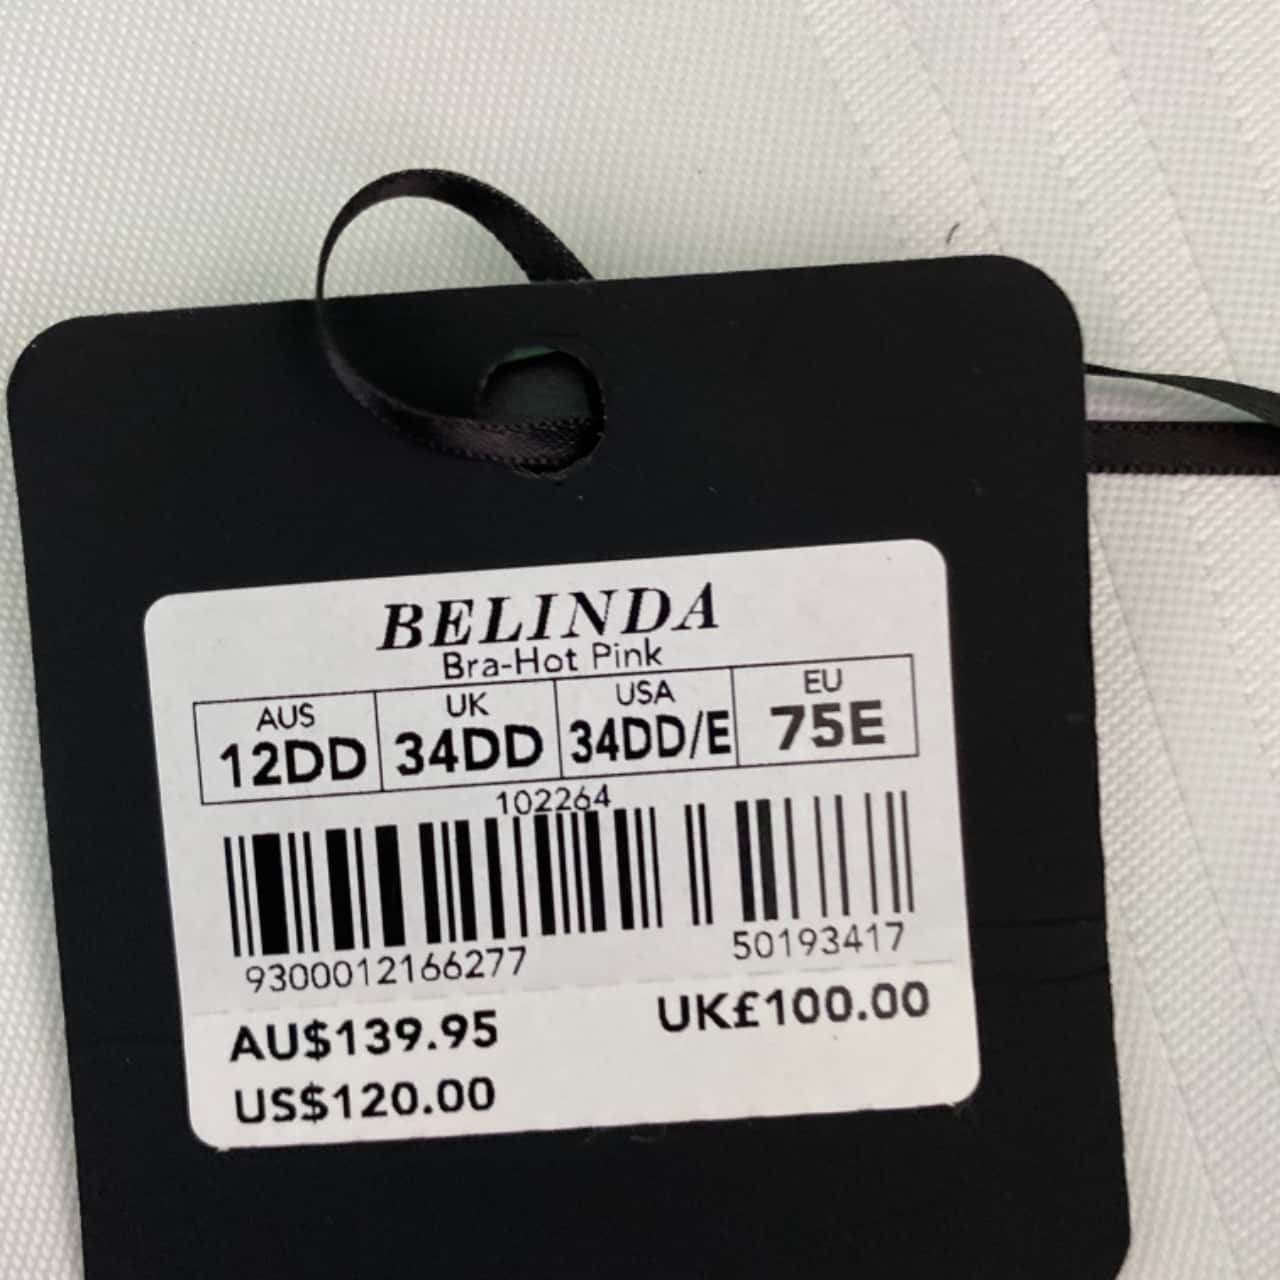 BELINDA
Bra-Hot Pink
AUS UK USA EU
12DD 34DD 34DD/E 75E
102264
9300012166277 50193417
AU$139.95 UK£100.00
US$120.00